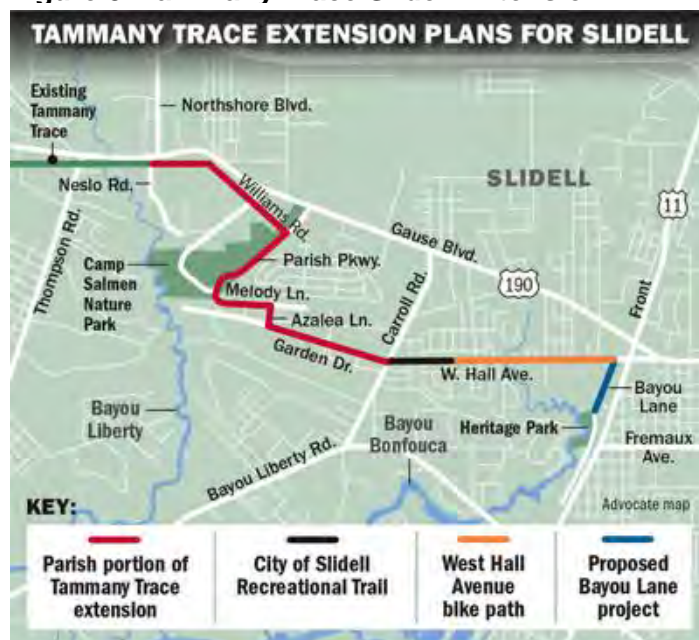 TAMMANY TRACE EXTENSION PLANS FOR SLIDELL
Existing
Tammany
Trace
Northshore Blvd.
Neslo Rd.
Williams Rd.
SLIDELL
11
Thompson Rd.
Gause Blvd.
Camp
Salmen
Nature
Park
Parish Pkwy.
Melody Ln.
Carroll Rd.
190
Front
Azalea Ln.
Garden Dr.
W. Hall Ave.
Bayou
Lane
Bayou
Liberty
Bayou
Bonfouca
Heritage Park
Fremaux
Ave.
Bayou Liberty Rd.
Advocate map
KEY:
Parish portion of
Tammany Trace
extension
City of Slidell
Recreational Trail
West Hall
Avenue
bike path
Proposed
Bayou Lane
project